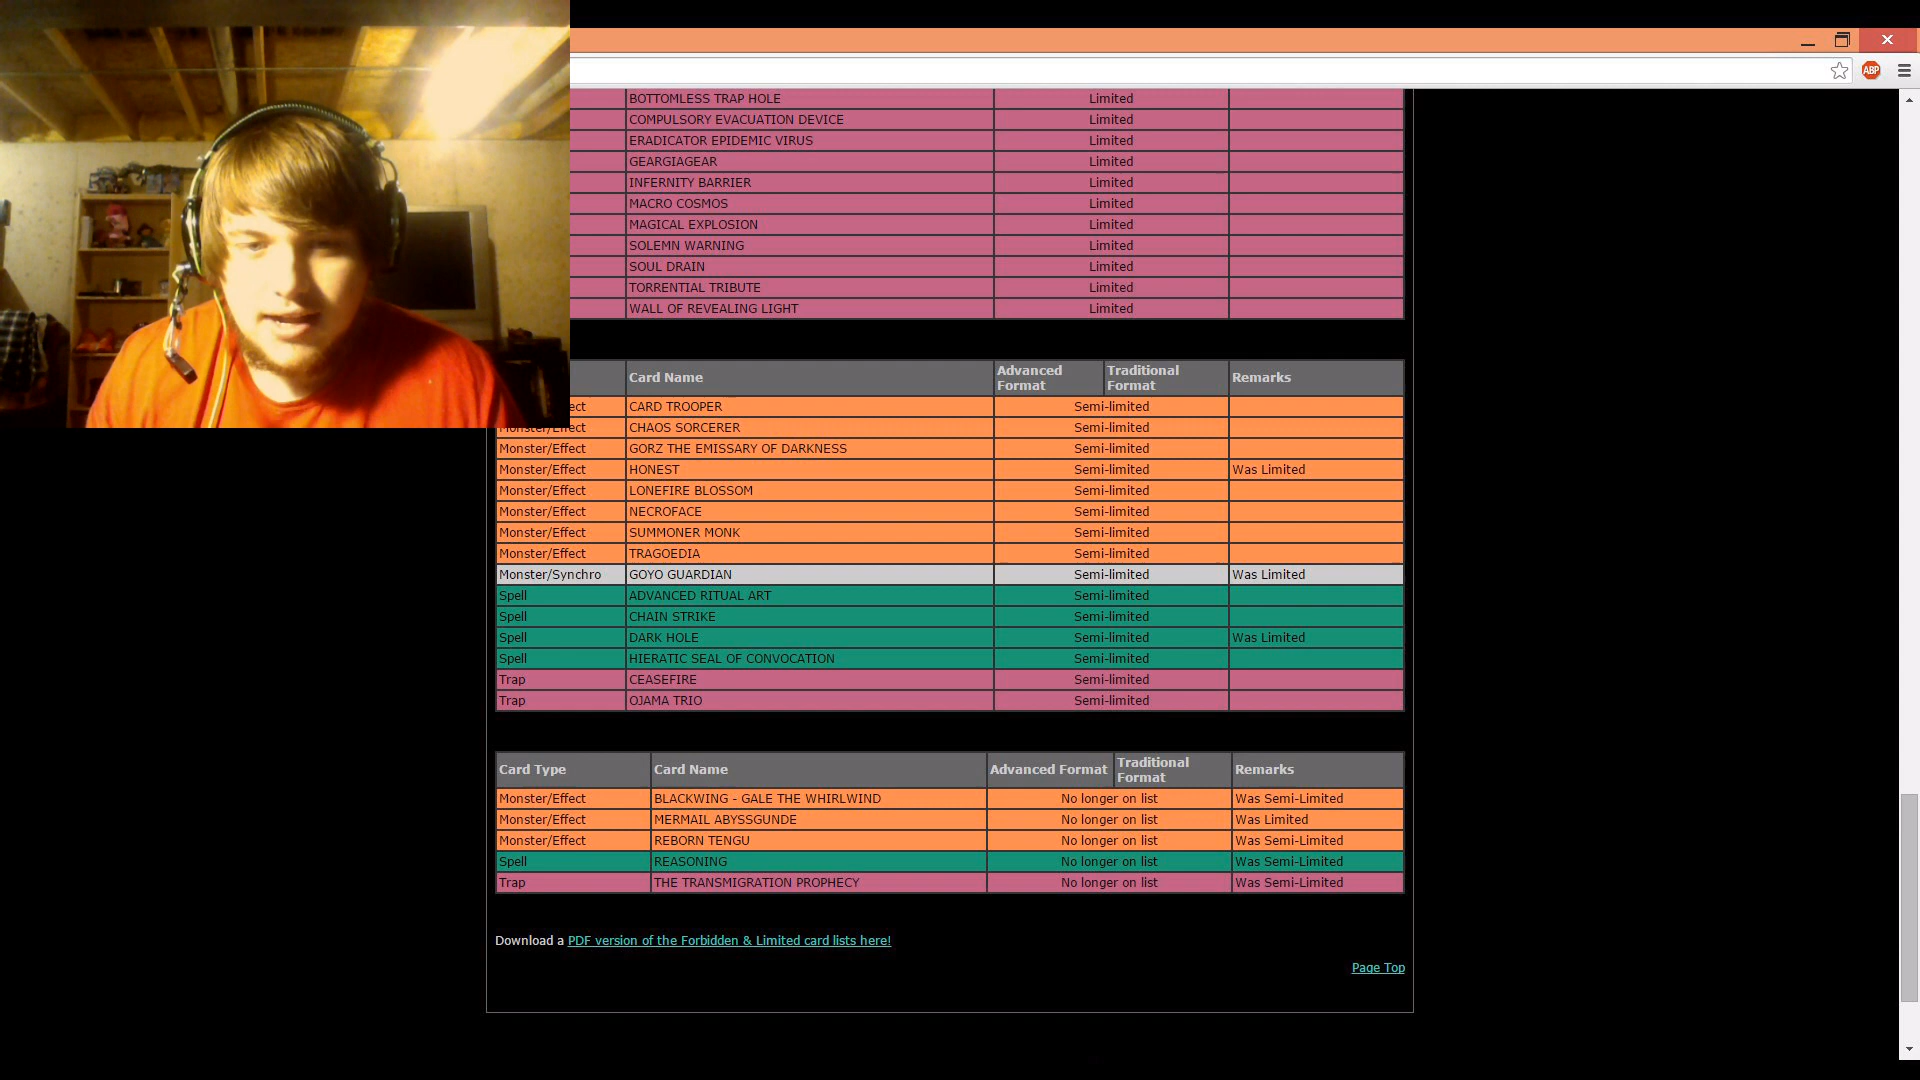 ABP
BOTTOMLESS TRAP HOLE Limited
COMPULSORY EVACUATION DEVICE Limited
ERADICATOR EPIDEMIC VIRUS Limited
GEARGIAGEAR Limited
INFERNITY BARRIER Limited
MACRO COSMOS Limited
MAGICAL EXPLOSION Limited
SOLEMN WARNING Limited
SOUL DRAIN Limited
TORRENTIAL TRIBUTE Limited
WALL OF REVEALING LIGHT Limited
Card Name Advanced Format Traditional Format Remarks
ect CARD TROOPER Semi-limited
Monster/Effect CHAOS SORCERER Semi-limited
Monster/Effect GORZ THE EMISSARY OF DARKNESS Semi-limited
Monster/Effect HONEST Semi-limited Was Limited
Monster/Effect LONEFIRE BLOSSOM Semi-limited
Monster/Effect NECROFACE Semi-limited
Monster/Effect SUMMONER MONK Semi-limited
Monster/Effect TRAGOEDIA Semi-limited
Monster/Synchro GOYO GUARDIAN Semi-limited Was Limited
Spell ADVANCED RITUAL ART Semi-limited
Spell CHAIN STRIKE Semi-limited
Spell DARK HOLE Semi-limited Was Limited
Spell HIERATIC SEAL OF CONVOCATION Semi-limited
Trap CEASEFIRE Semi-limited
Trap OJAMA TRIO Semi-limited
Card Type Card Name Advanced Format Traditional Format Remarks
Monster/Effect BLACKWING - GALE THE WHIRLWIND No longer on list Was Semi-Limited
Monster/Effect MERMAIL ABYSSGUNDE No longer on list Was Limited
Monster/Effect REBORN TENGU No longer on list Was Semi-Limited
Spell REASONING No longer on list Was Semi-Limited
Trap THE TRANSMIGRATION PROPHECY No longer on list Was Semi-Limited
Download a PDF version of the Forbidden & Limited card lists here!
Page Top